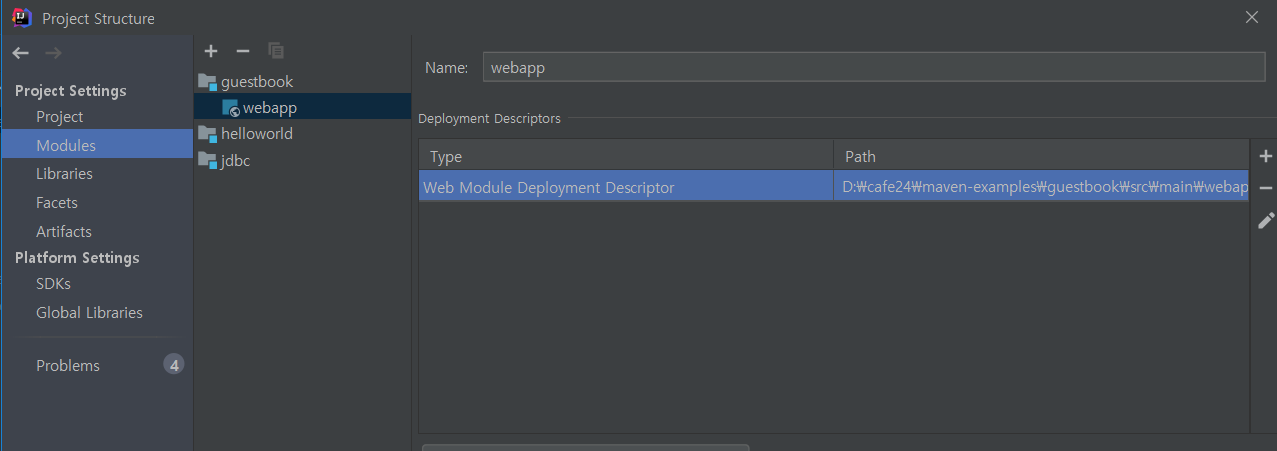 Project Structure
Project Settings
Project
Modules
Libraries
Facets
Artifacts
Platform Settings
SDKs
Global Libraries
Problems 4
guestbook
webapp
helloworld
jdbc
Name: webapp
Deployment Descriptors
Type Path
Web Module Deployment Descriptor D:₩cafe24₩maven-examples₩guestbook₩src₩main₩webap